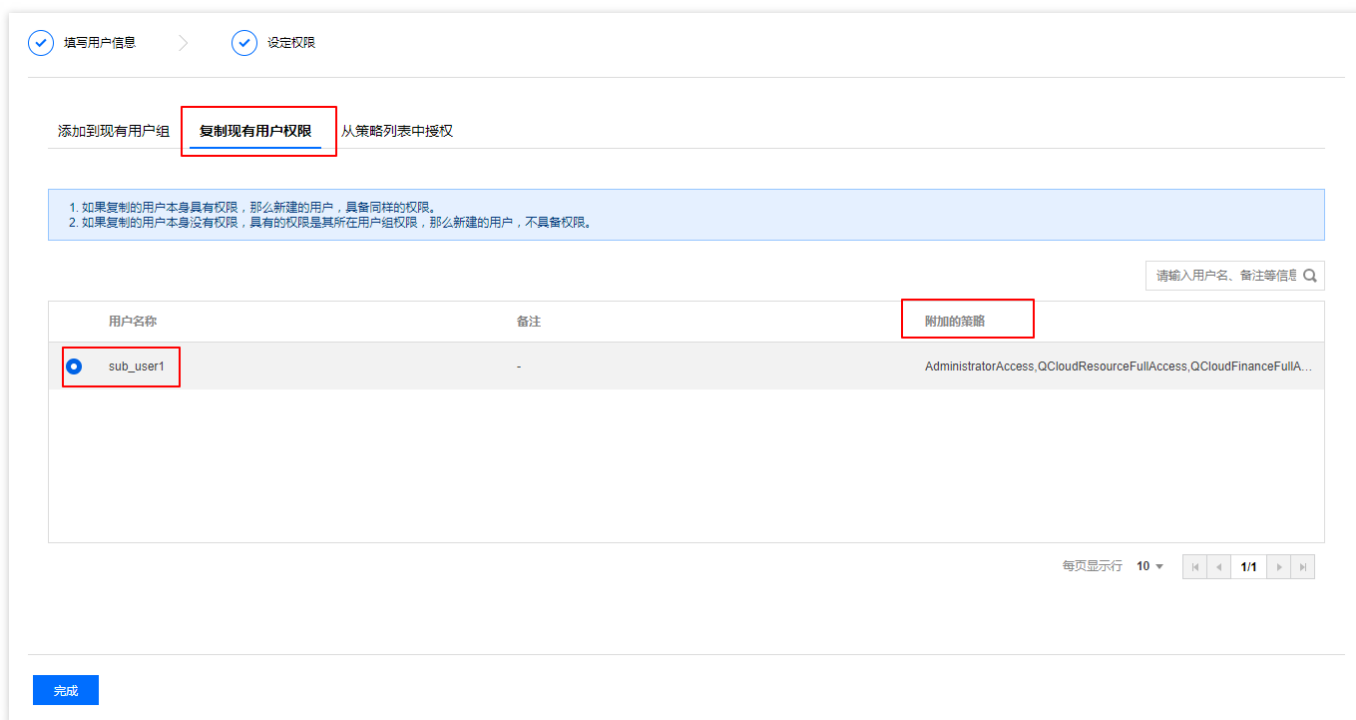 填写用户信息
设定权限
添加到现有用户组 复制现有用户权限 从策略列表中授权
1. 如果复制的用户本身具有权限，那么新建的用户，具备同样的权限。
2. 如果复制的用户本身没有权限，具有的权限是其所在用户组权限，那么新建的用户，不具备权限。
请输入用户名、备注等信息
用户名称 备注 附加的策略
sub_user1 - AdministratorAccess,QCloudResourceFullAccess,QCloudFinanceFullA...
每页显示行 10 1/1
完成